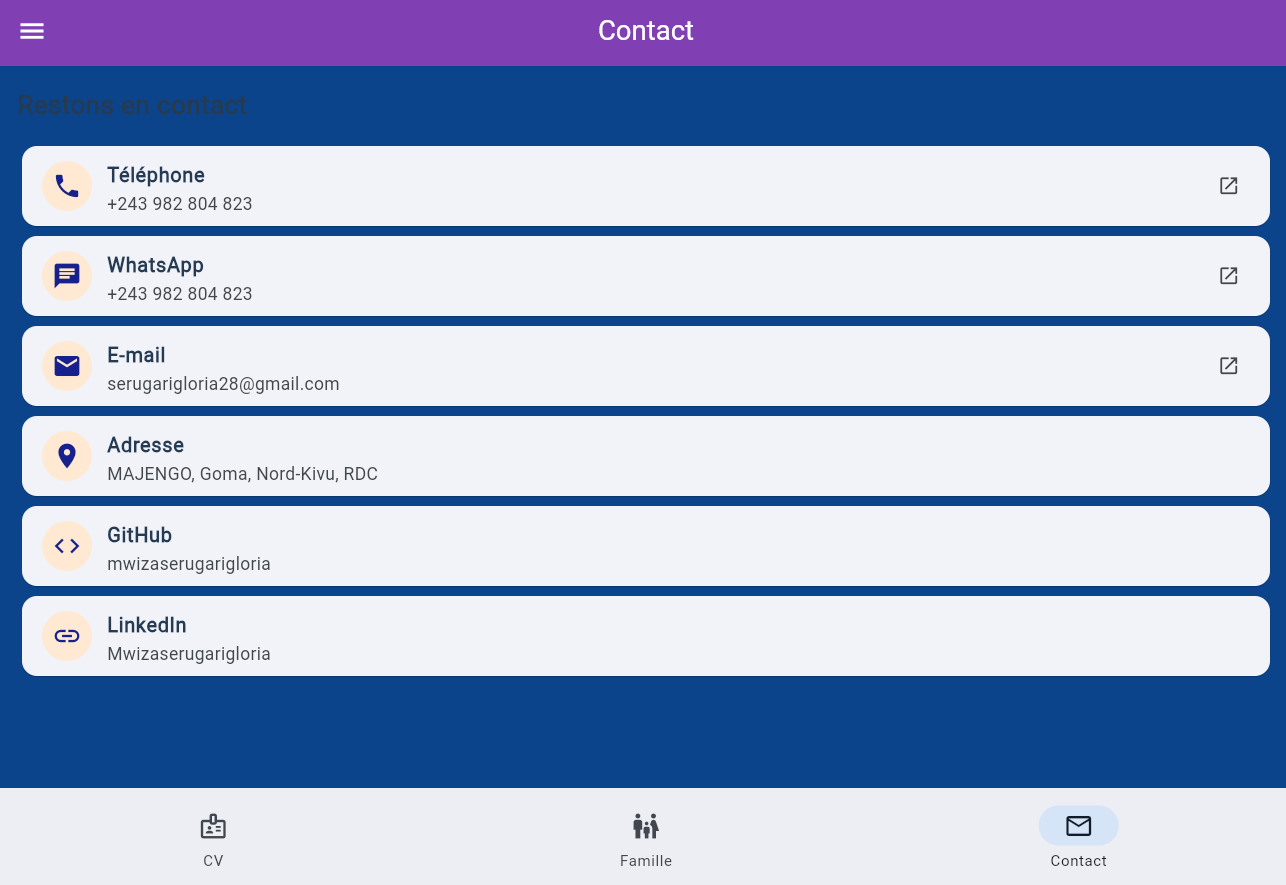 Contact
Restons en contact
Téléphone
+243 982 804 823
WhatsApp
+243 982 804 823
E-mail
serugarigloria28@gmail.com
Adresse
MAJENGO, Goma, Nord-Kivu, RDC
GitHub
mwizaserugarigloria
LinkedIn
Mwizaserugarigloria
CV
Famille
Contact